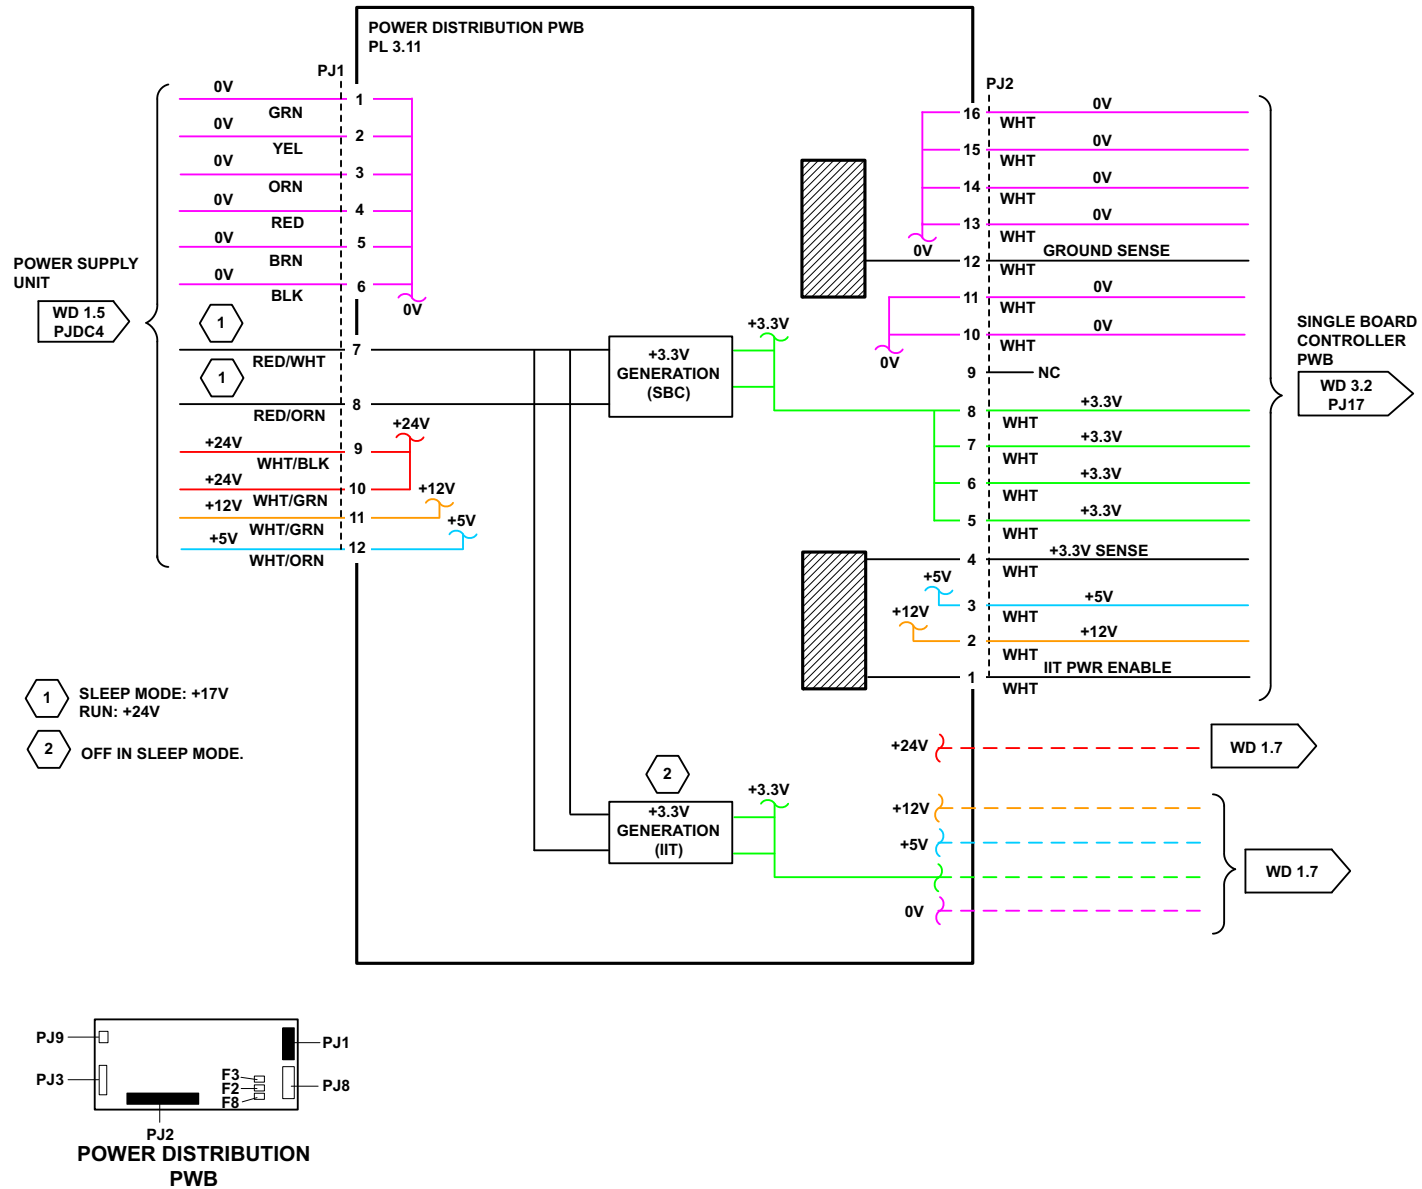 POWER DISTRIBUTION PWB
PL 3.11
PJ1
0V
GRN
1
0V
YEL
2
0V
ORN
3
0V
RED
4
0V
BRN
5
0V
BLK
6
0V
POWER SUPPLY
UNIT
WD 1.5
PJDC4
1
RED/WHT
7
1
RED/ORN
8
+24V
WHT/BLK
9
+24V
+24V
WHT/GRN
10
+12V
WHT/GRN
11
+12V
+5V
WHT/ORN
12
+5V
+3.3V
GENERATION
(SBC)
+3.3V
PJ2
16
0V
WHT
15
0V
WHT
14
0V
WHT
13
0V
WHT
0V
12
GROUND SENSE
WHT
11
0V
WHT
10
0V
WHT
0V
9
NC
8
+3.3V
WHT
7
+3.3V
WHT
6
+3.3V
WHT
5
+3.3V
WHT
4
+3.3V SENSE
WHT
+5V
3
+5V
WHT
+12V
2
+12V
WHT
1
IIT PWR ENABLE
WHT
SINGLE BOARD
CONTROLLER
PWB
WD 3.2
PJ17
1
SLEEP MODE: +17V
RUN: +24V
2
OFF IN SLEEP MODE.
2
+3.3V
GENERATION
(IIT)
+3.3V
+24V
WD 1.7
+12V
+5V
0V
WD 1.7
PJ9
PJ3
PJ2
F3
F2
F8
PJ1
PJ8
POWER DISTRIBUTION
PWB